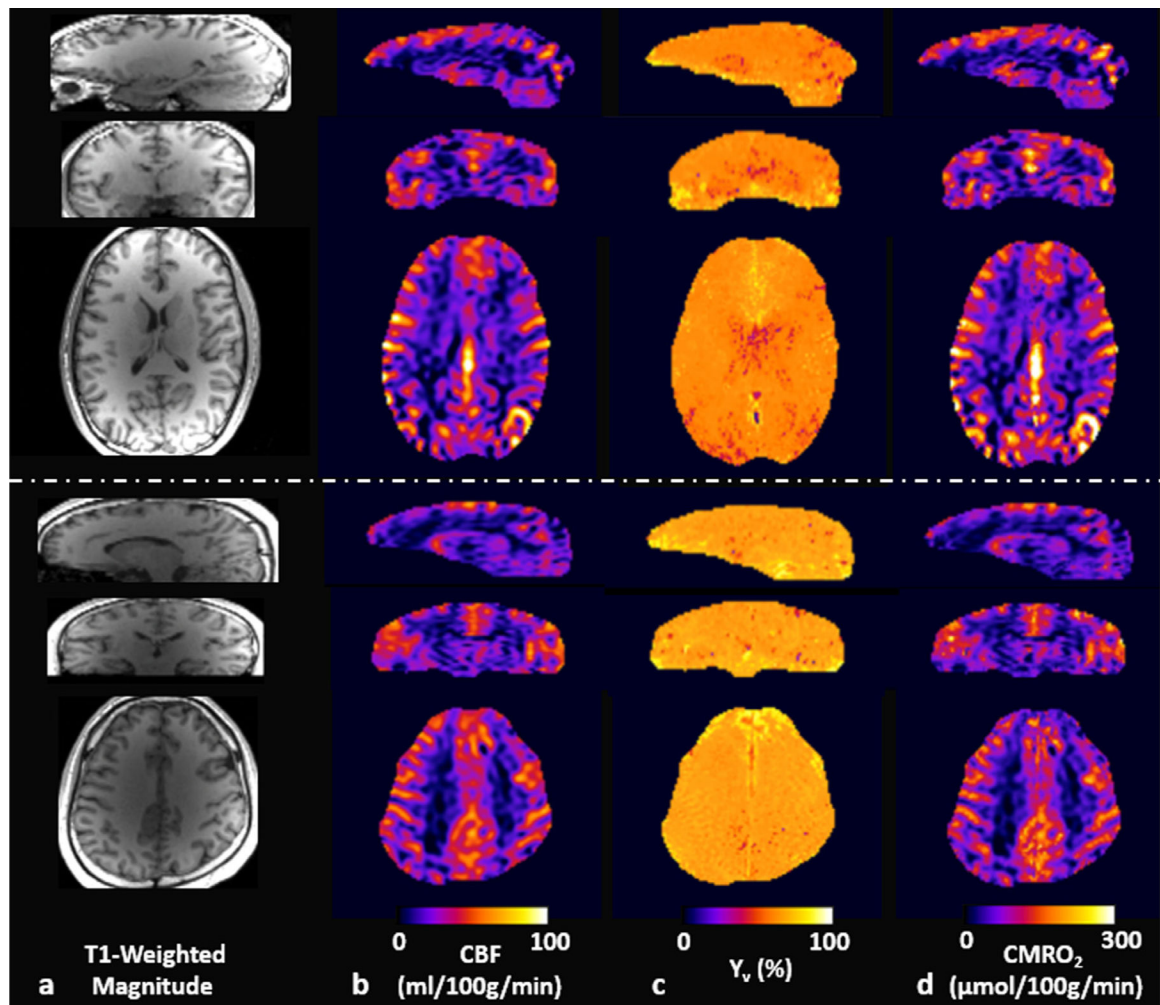 0 100 0 100 0 300
T1-Weighted CBF Yᵥ (%) CMRO₂
a Magnitude b (ml/100g/min) c d (μmol/100g/min)